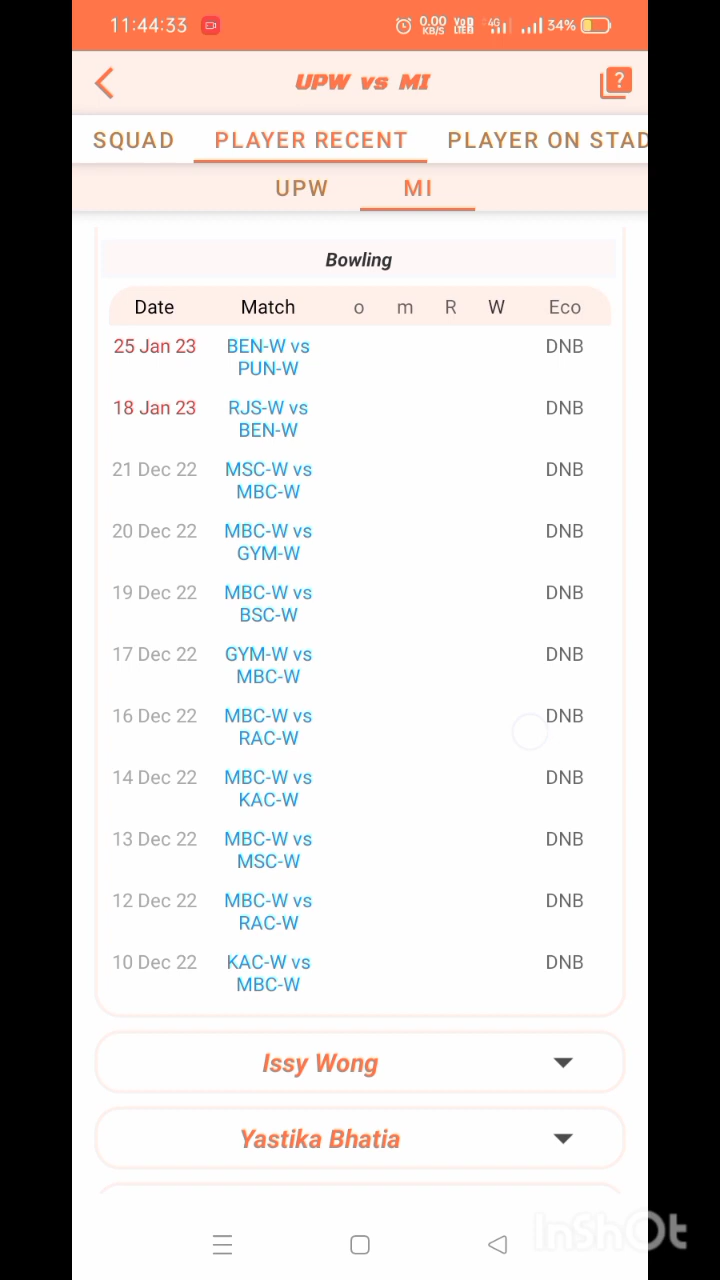 11:44:33 0.00 KB/S VoD LTE 4G 34%
UPW vs MI ?
SQUAD PLAYER RECENT PLAYER ON STAD
UPW MI
Bowling
Date Match o m R W Eco
25 Jan 23 BEN-W vs PUN-W DNB
18 Jan 23 RJS-W vs BEN-W DNB
21 Dec 22 MSC-W vs MBC-W DNB
20 Dec 22 MBC-W vs GYM-W DNB
19 Dec 22 MBC-W vs BSC-W DNB
17 Dec 22 GYM-W vs MBC-W DNB
16 Dec 22 MBC-W vs RAC-W DNB
14 Dec 22 MBC-W vs KAC-W DNB
13 Dec 22 MBC-W vs MSC-W DNB
12 Dec 22 MBC-W vs RAC-W DNB
10 Dec 22 KAC-W vs MBC-W DNB
Issy Wong
Yastika Bhatia
InShOt